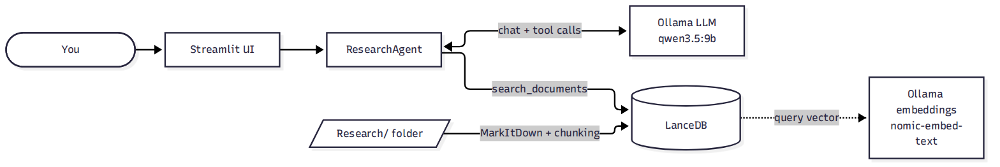 You
Streamlit UI
ResearchAgent
chat + tool calls
Ollama LLM
qwen3.5:9b
search_documents
Research/ folder
MarkItDown + chunking
LanceDB
query vector
Ollama
embeddings
nomic-embed-
text